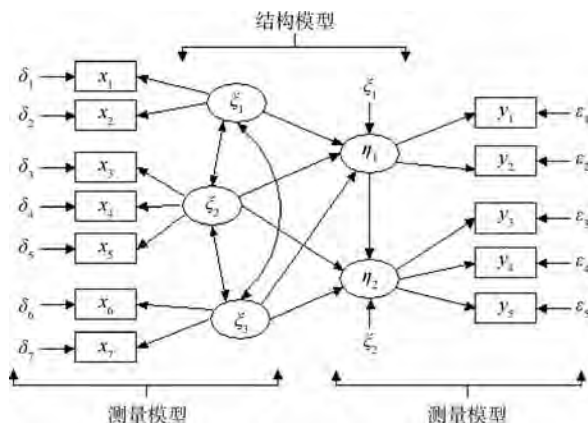 结构模型
δ₁ x₁ ξ₁ ξ₁ y₁ ε₁
δ₂ x₂ η₁ y₂ ε₂
δ₃ x₃
δ₄ x₄ ξ₂ y₃ ε₃
δ₅ x₅ η₂ y₄ ε₄
δ₆ x₆ ξ₃ y₅ ε₅
δ₇ x₇ ξ₂
测量模型 测量模型